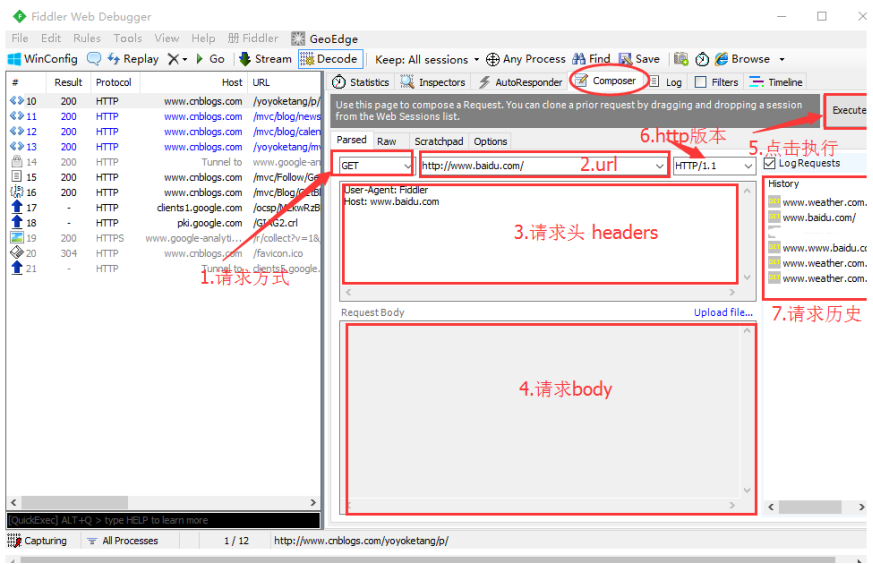 Fiddler Web Debugger
File Edit Rules Tools View Help 册 Fiddler GeoEdge
WinConfig Replay Go Stream Decode Keep: All sessions Any Process Find Save Browse
# Result Protocol Host URL
10 200 HTTP www.cnblogs.com /yoyoketang/p/
11 200 HTTP www.cnblogs.com /mvc/blog/news
12 200 HTTP www.cnblogs.com /mvc/blog/calen
13 200 HTTP www.cnblogs.com /yoyoketang/mv
14 200 HTTP Tunnel to www.google-an
15 200 HTTP www.cnblogs.com /mvc/Follow/Ge
16 200 HTTP www.cnblogs.com /mvc/Blog/GetBl
17 - HTTP clients1.google.com
18 - HTTP pki.google.com /GIAG2.crl
19 200 HTTPS www.google-analyti... /r/collect?v=1&
20 304 HTTP www.cnblogs.com /favicon.ico
21 - HTTP Tunnel to clients5.google.
1.请求方式
[QuickExec] ALT+Q > type HELP to learn more
Statistics Inspectors AutoResponder Composer Log Filters Timeline
Use this page to compose a Request. You can clone a prior request by dragging and dropping a session
from the Web Sessions list.
Execute
6.http版本
5.点击执行
Parsed Raw Scratchpad Options
GET http://www.baidu.com/ 2.url HTTP/1.1
Log Requests
User-Agent: Fiddler
Host: www.baidu.com
3.请求头 headers
History
www.weather.com.
www.baidu.com/
www.www.baidu.co
www.weather.com.
www.weather.com.
7.请求历史
Request Body Upload file...
4.请求body
Capturing All Processes 1 / 12 http://www.cnblogs.com/yoyoketang/p/